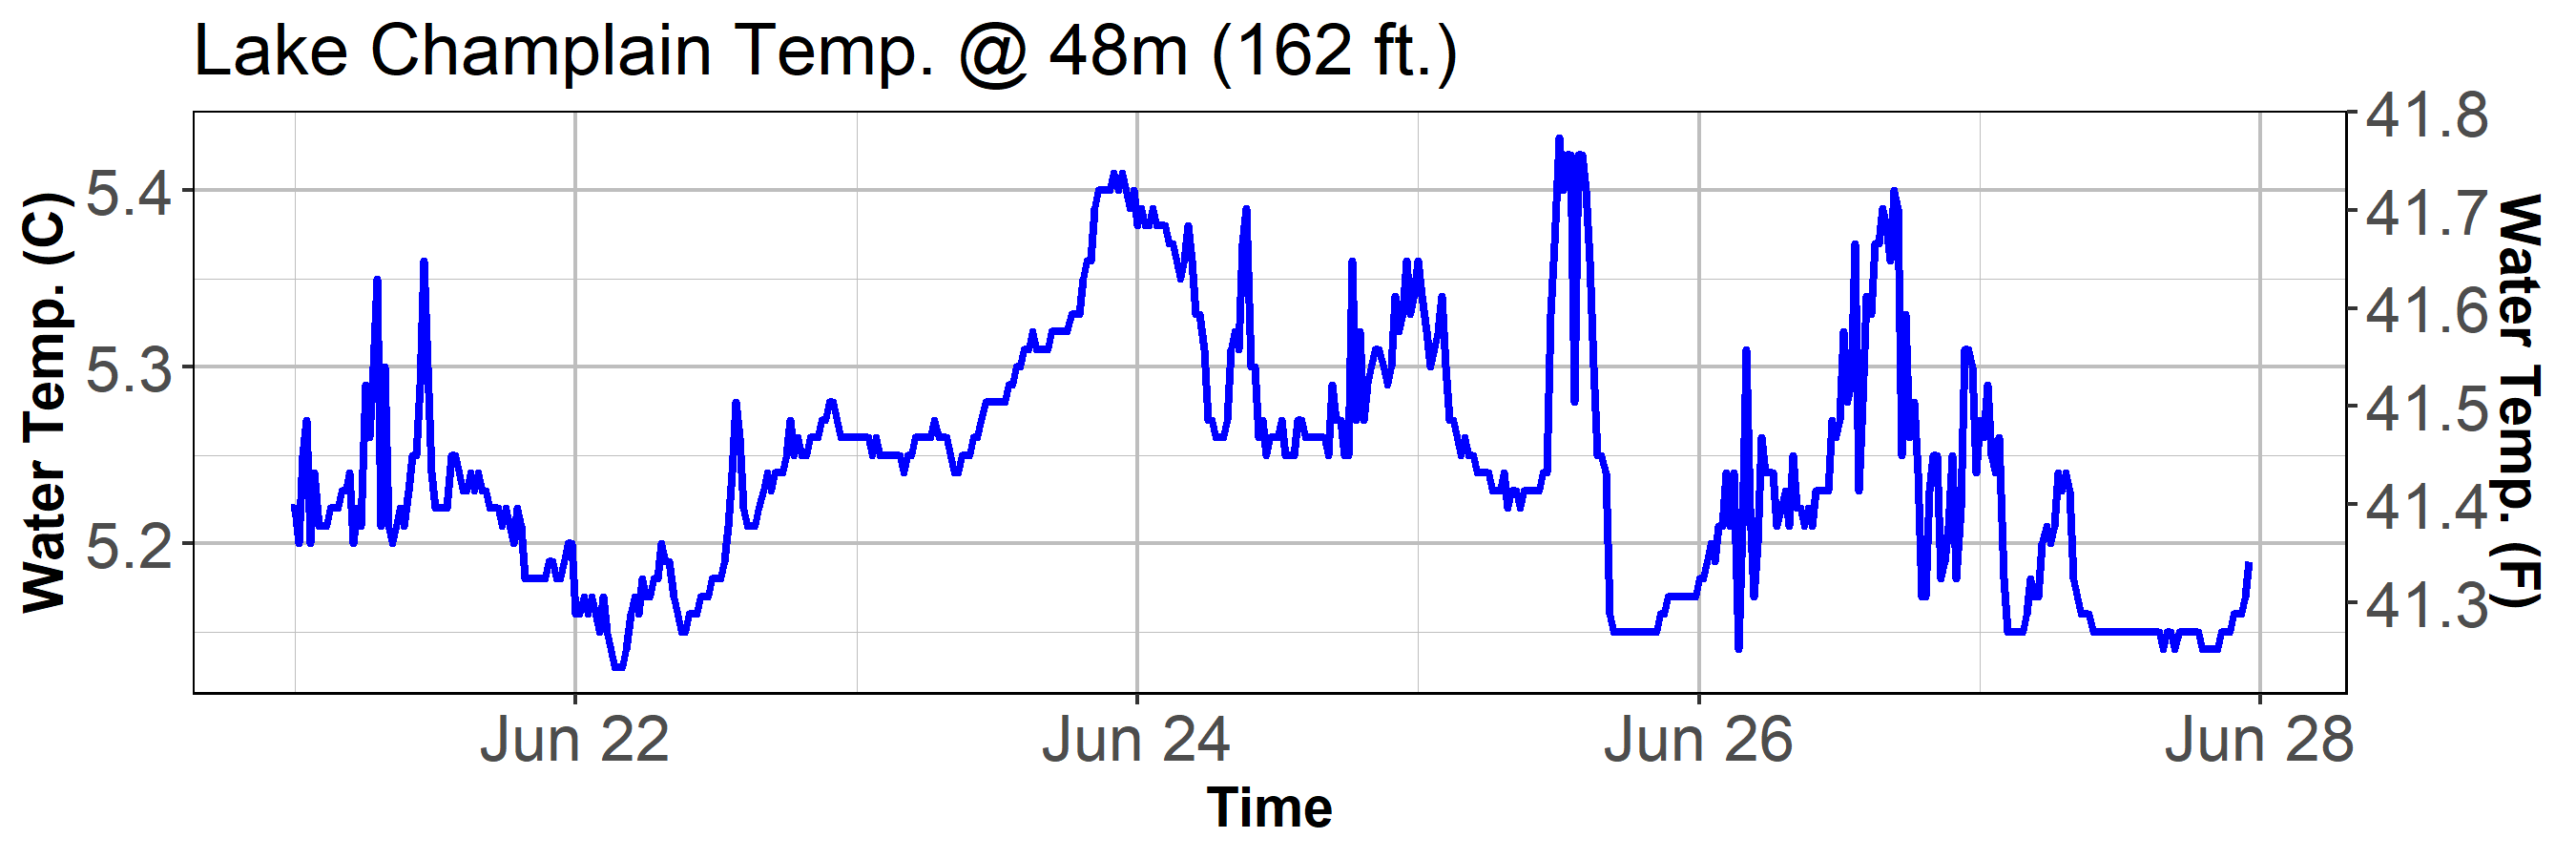 Lake Champlain Temp. @ 48m (162 ft.)
Water Temp. (C)
5.4
5.3
5.2
41.8
41.7
41.6
41.5
41.4
41.3
Water Temp. (F)
Jun 22
Jun 24
Jun 26
Jun 28
Time